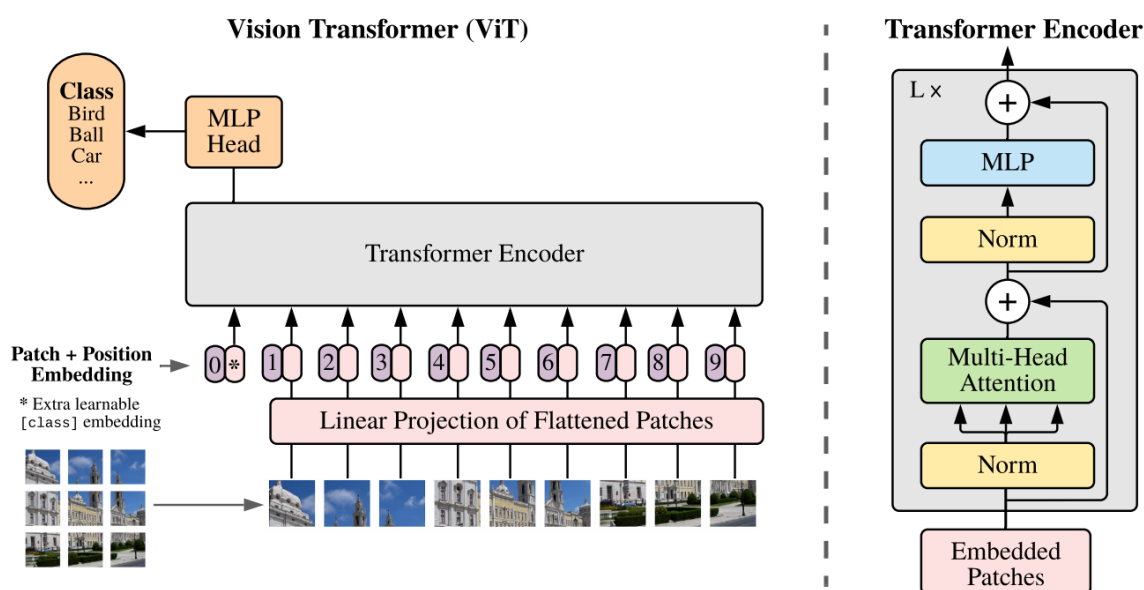 Vision Transformer (ViT)
Class
Bird
Ball
Car
...
MLP
Head
Transformer Encoder
Patch + Position
Embedding
* Extra learnable
[class] embedding
0 * 1 2 3 4 5 6 7 8 9
Linear Projection of Flattened Patches
Transformer Encoder
L ×
+
MLP
Norm
+
Multi-Head
Attention
Norm
Embedded
Patches